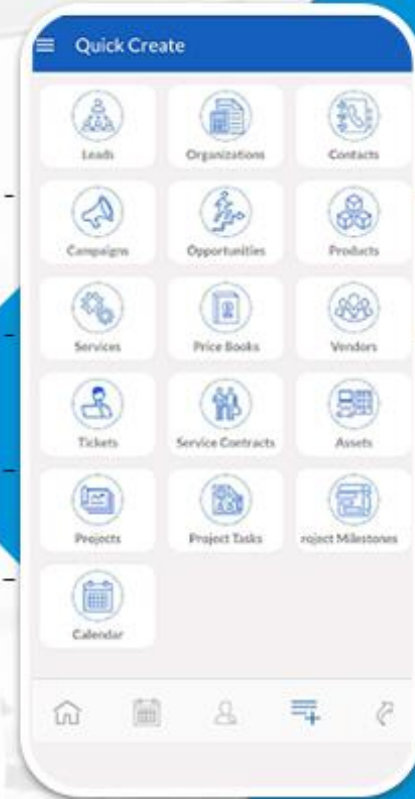 Quick Create
Leads Organizations Contacts
Campaigns Opportunities Products
Services Price Books Vendors
Tickets Service Contracts Assets
Projects Project Tasks roject Milestones
Calendar